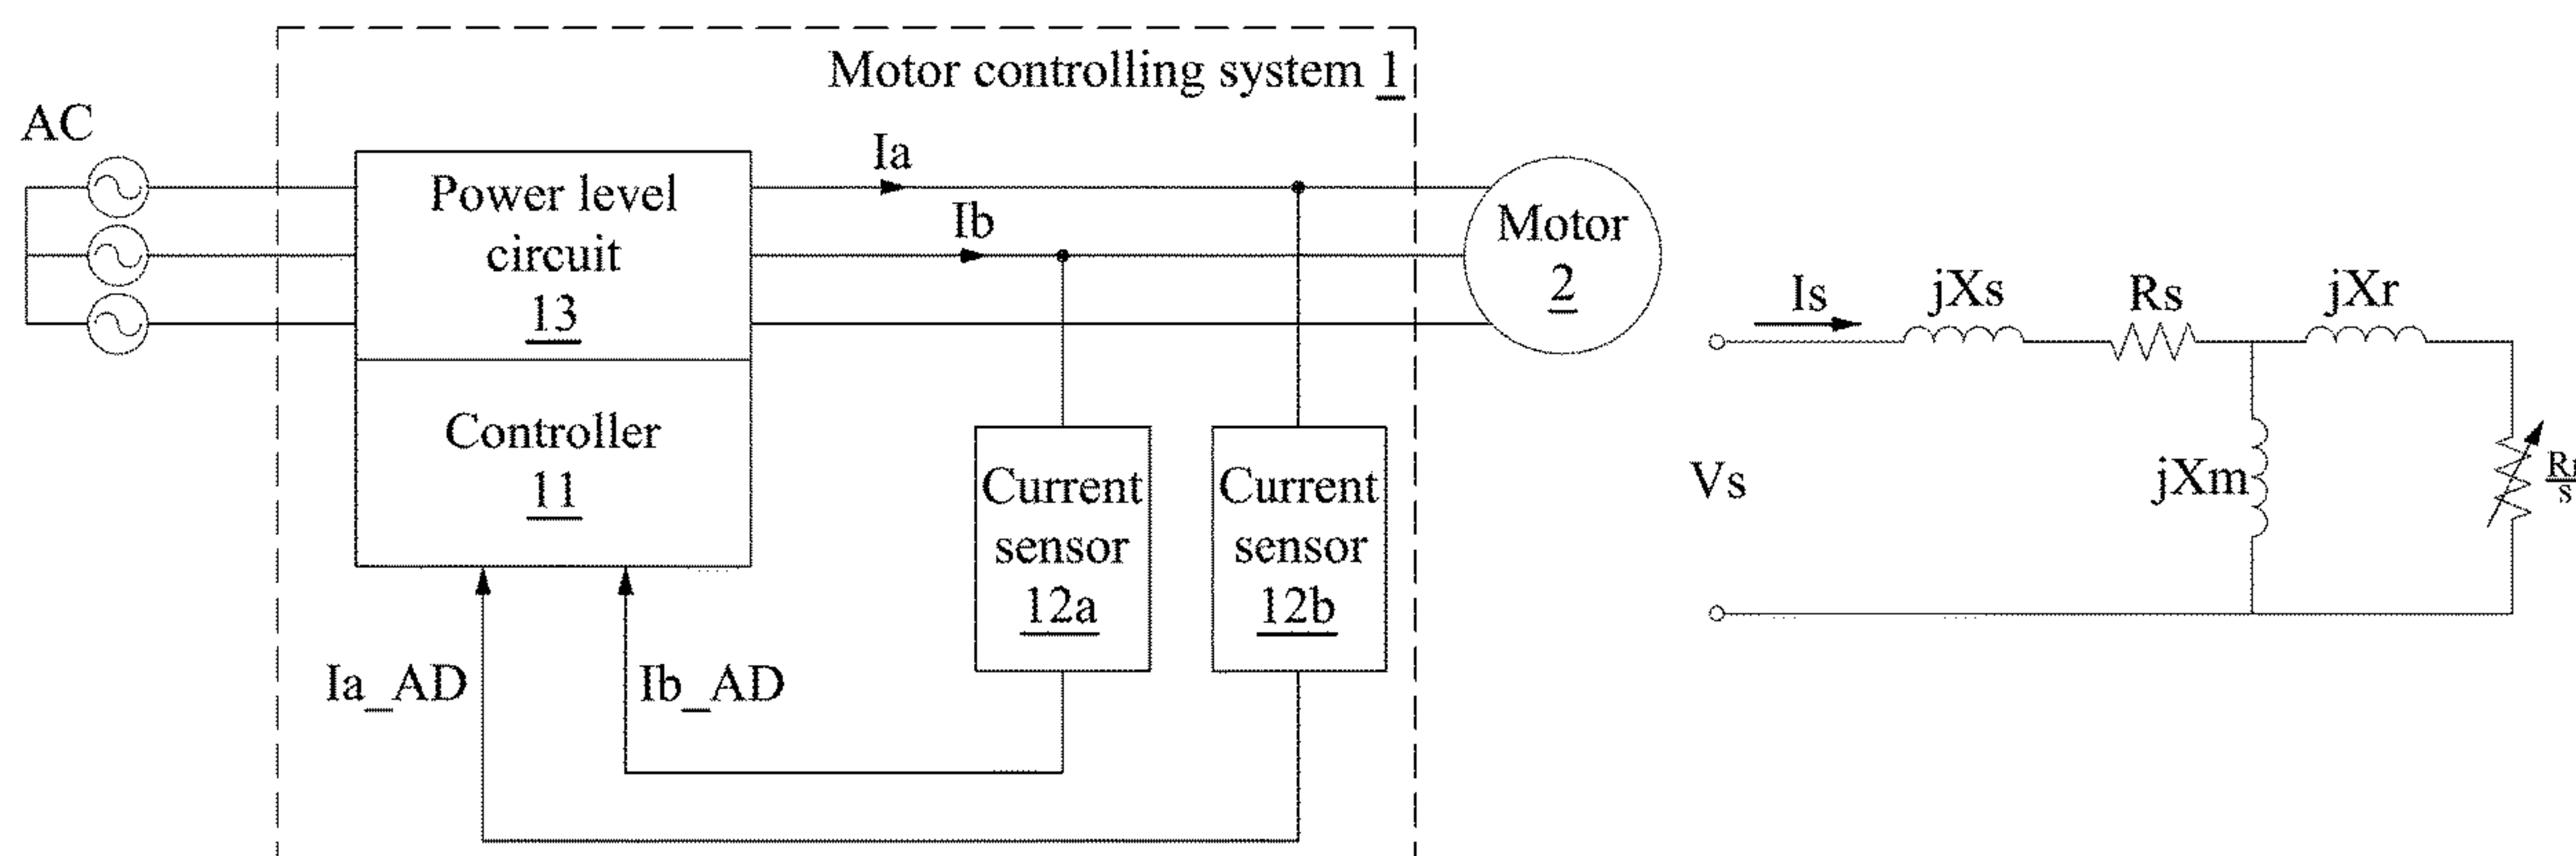 Motor controlling system 1
AC
Ia
Ib
Power level
circuit
13
Controller
11
Motor
2
Current
sensor
12a
Current
sensor
12b
Ia_AD
Ib_AD
Is
jXs
Rs
jXr
Vs
jXm
s